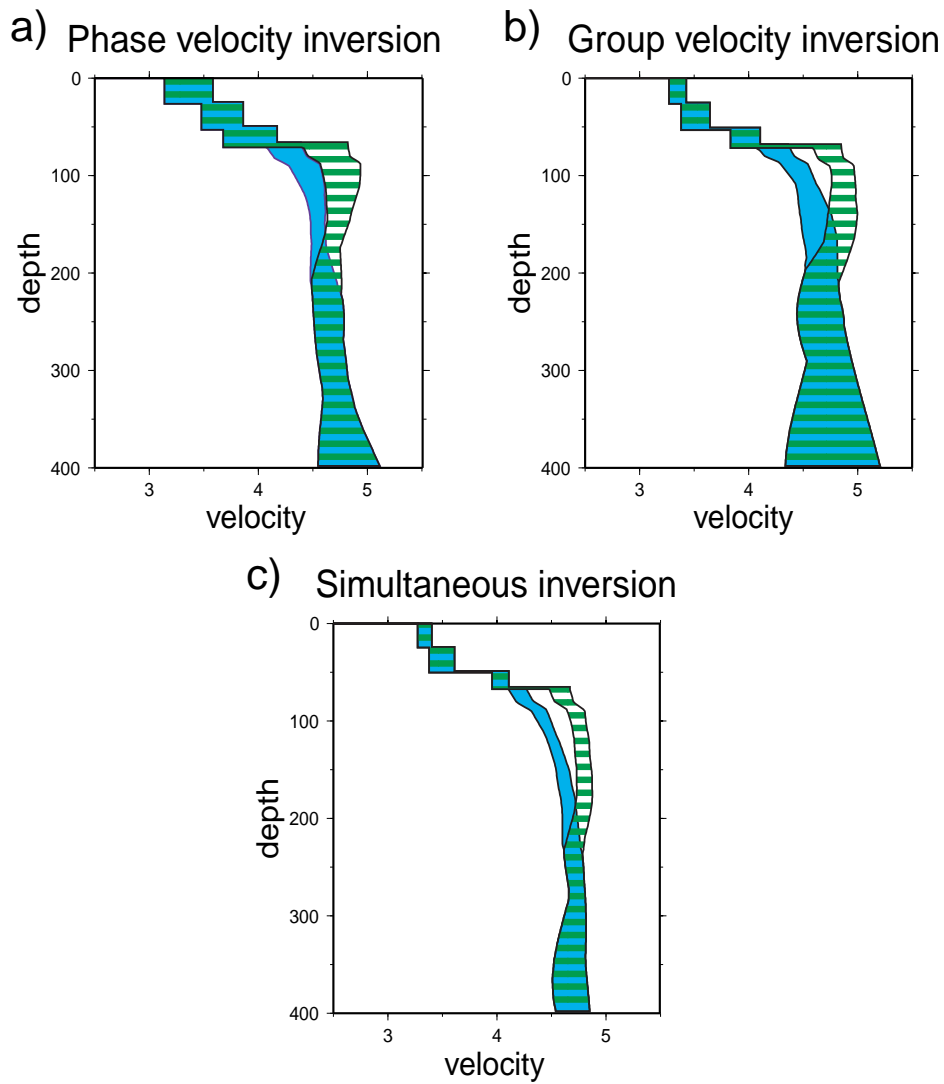 a) Phase velocity inversion
0
100
200
300
400
depth
3 4 5
velocity
b) Group velocity inversion
0
100
200
300
400
depth
3 4 5
velocity
c) Simultaneous inversion
0
100
200
300
400
depth
3 4 5
velocity